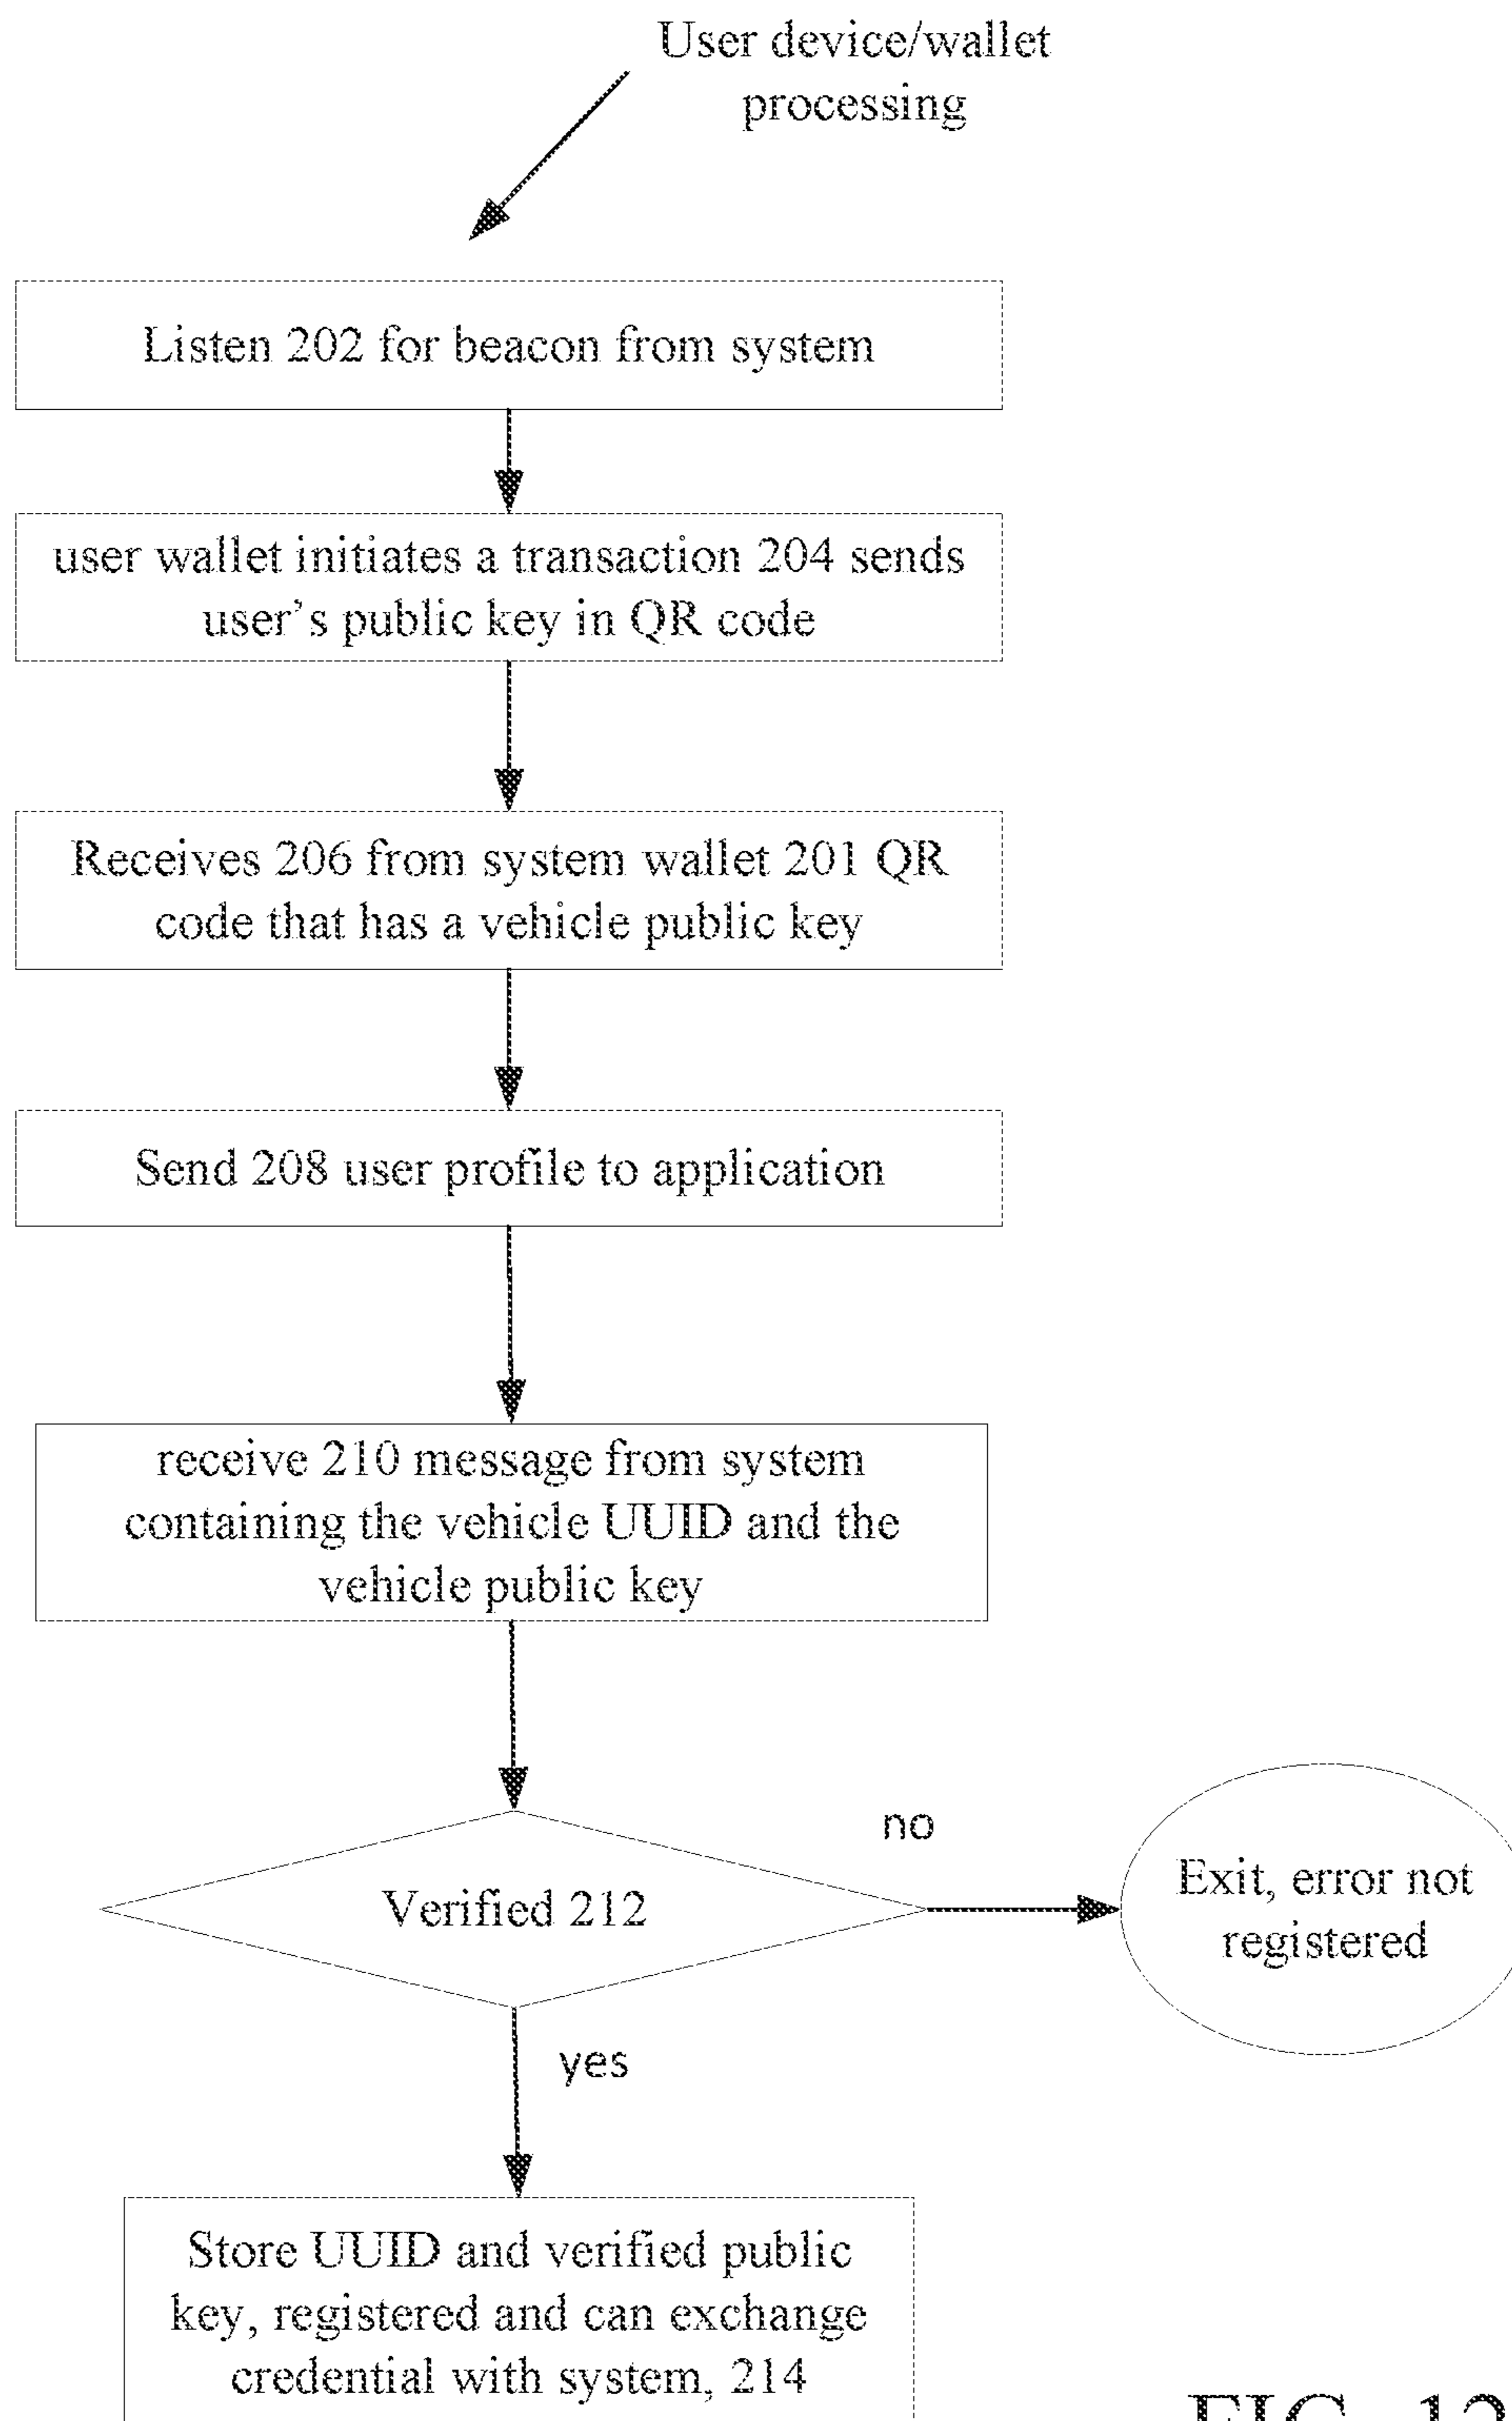 User device/wallet
processing
Listen 202 for beacon from system
user wallet initiates a transaction 204 sends
user's public key in QR code
Receives 206 from system wallet 201 QR
code that has a vehicle public key
Send 208 user profile to application
receive 210 message from system
containing the vehicle UUID and the
vehicle public key
no
Verified 212
Exit, error not
registered
yes
Store UUID and verified public
key, registered and can exchange
credential with system, 214
FIG. 12